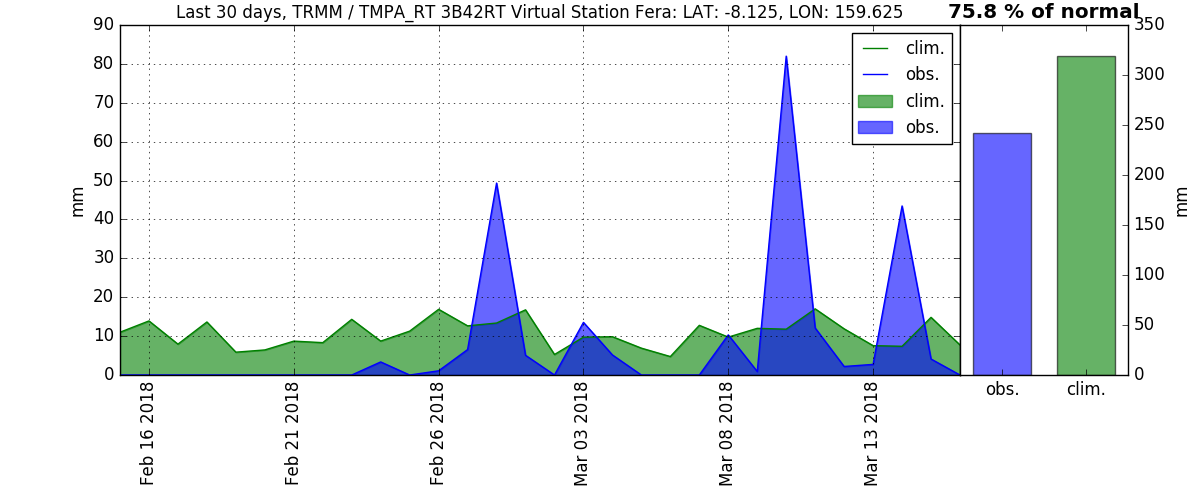 Last 30 days, TRMM / TMPA_RT 3B42RT Virtual Station Fera: LAT: -8.125, LON: 159.625
75.8 % of normal
90
80
70
60
50
40
30
20
10
0
mm
clim.
obs.
clim.
obs.
Feb 16 2018
Feb 21 2018
Feb 26 2018
Mar 03 2018
Mar 08 2018
Mar 13 2018
350
300
250
200
150
100
50
0
mm
obs.
clim.